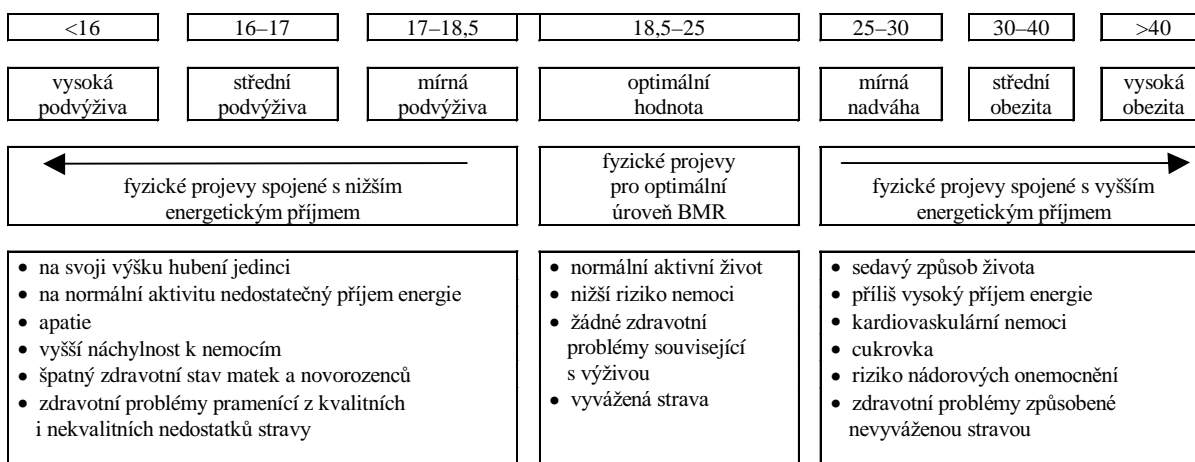 <16
16–17
17–18,5
18,5–25
25–30
30–40
>40
vysoká
podvýživa
střední
podvýživa
mírná
podvýživa
optimální
hodnota
mírná
nadváha
střední
obezita
vysoká
obezita
fyzické projevy spojené s nižším
energetickým příjmem
fyzické projevy
pro optimální
úroveň BMR
fyzické projevy spojené s vyšším
energetickým příjmem
• na svoji výšku hubení jedinci
• na normální aktivitu nedostatečný příjem energie
• apatie
• vyšší náchylnost k nemocím
• špatný zdravotní stav matek a novorozenců
• zdravotní problémy pramenící z kvalitních
i nekvalitních nedostatků stravy
• normální aktivní život
• nižší riziko nemoci
• žádné zdravotní
problémy související
s výživou
• vyvážená strava
• sedavý způsob života
• příliš vysoký příjem energie
• kardiovaskulární nemoci
• cukrovka
• riziko nádorových onemocnění
• zdravotní problémy způsobené
nevyváženou stravou